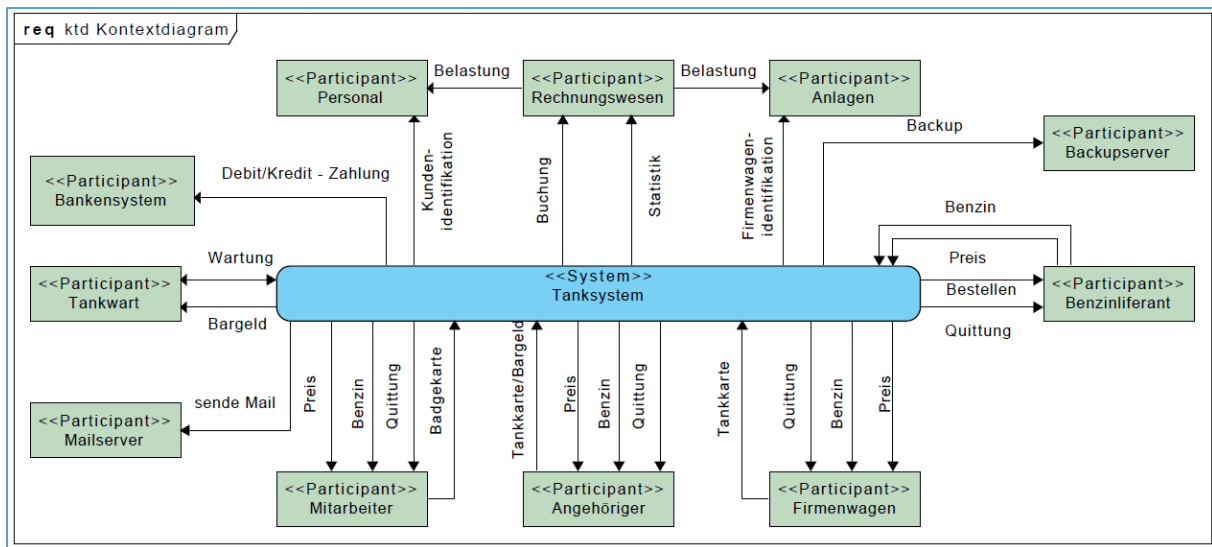 req ktd Kontextdiagram
<<Participant>>
Personal
Belastung
<<Participant>>
Rechnungswesen
Belastung
<<Participant>>
Anlagen
Backup
<<Participant>>
Backupserver
<<Participant>>
Bankensystem
Debit/Kredit - Zahlung
Kunden-
identifikation
Buchung
Statistik
Firmenwagen-
identifikation
Benzin
Preis
<<Participant>>
Tankwart
Wartung
Bargeld
<<System>>
Tanksystem
Bestellen
Quittung
<<Participant>>
Benzinliferant
sende Mail
<<Participant>>
Mailserver
Preis
Benzin
Quittung
Badgekarte
Tankkarte/Bargeld
Preis
Benzin
Quittung
Tankkarte
Quittung
Benzin
Preis
<<Participant>>
Mitarbeiter
<<Participant>>
Angehöriger
<<Participant>>
Firmenwagen